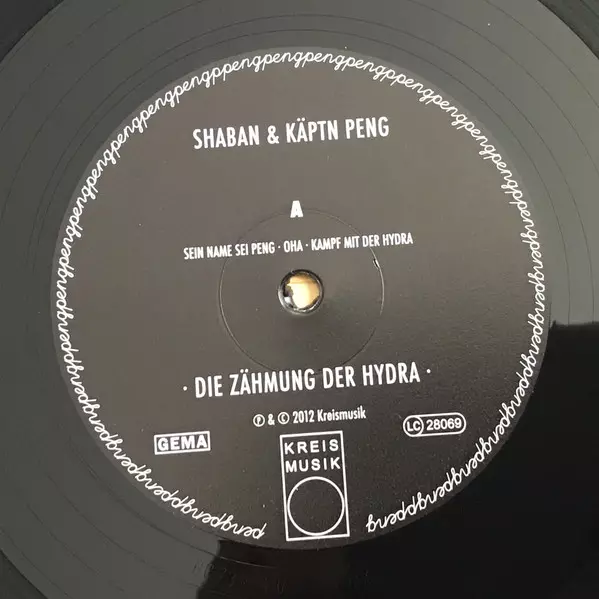 SHABAN & KÄPTN PENG
A
SEIN NAME SEI PENG · OHA · KAMPF MIT DER HYDRA
· DIE ZÄHMUNG DER HYDRA ·
℗ & © 2012 Kreismusik
GEMA
LC 28069
KREIS
MUSIK